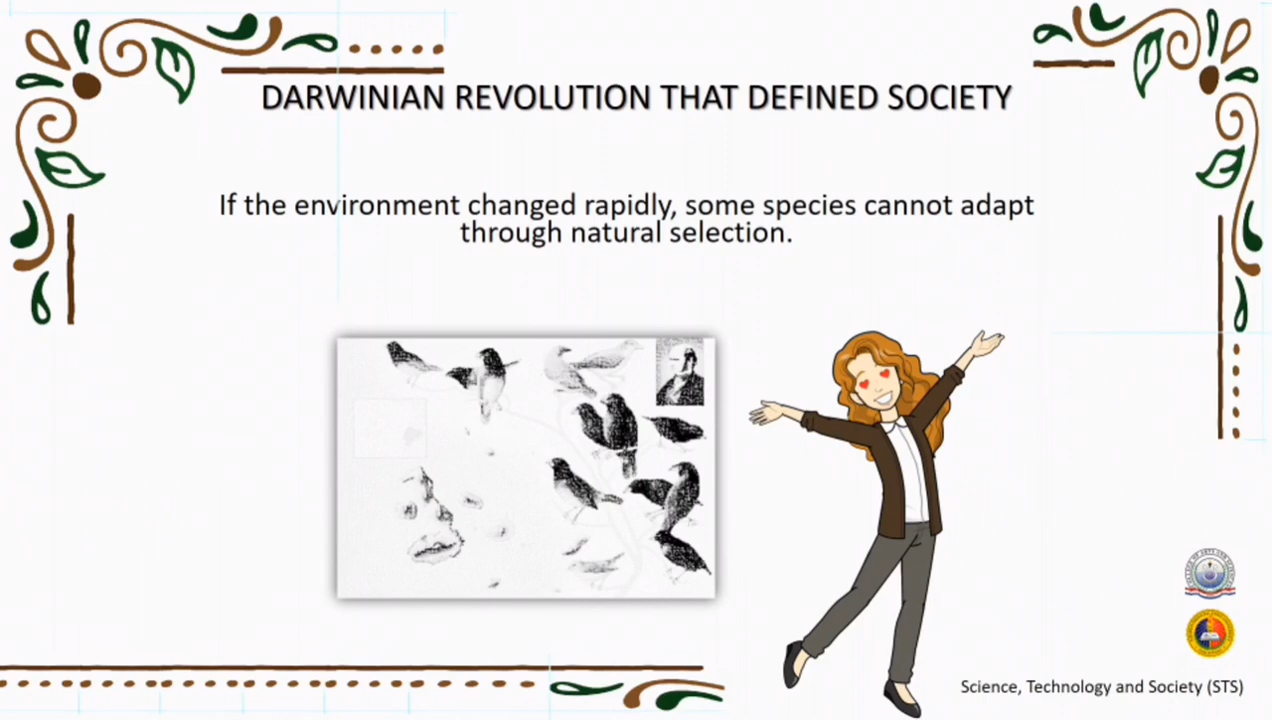 DARWINIAN REVOLUTION THAT DEFINED SOCIETY
If the environment changed rapidly, some species cannot adapt
through natural selection.
Science, Technology and Society (STS)